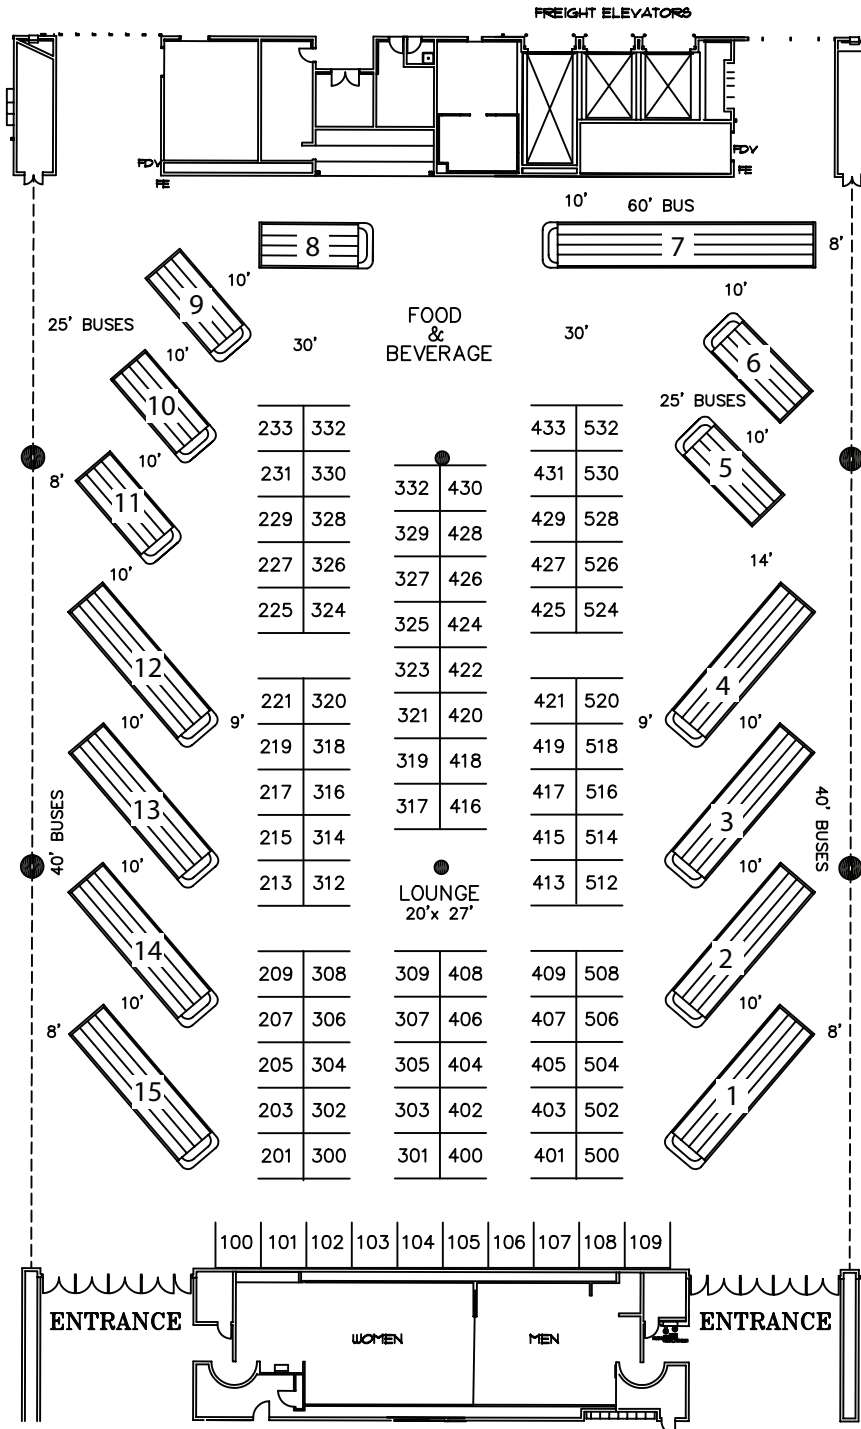 FREIGHT ELEVATORS
FDV
FE
FDV
FE
10' 60' BUS
8 7 8'
10' 10'
9
25' BUSES
FOOD
&
BEVERAGE
30' 30'
10' 6
10 25' BUSES
233 332 433 532
10' 5
10'
8' 231 330 431 530
332 430
11
229 328 429 528
329 428
14'
10' 227 326 427 526
327 426
225 324 425 524
325 424
12 323 422 4
221 320 421 520
10' 9' 321 420 9' 10'
219 318 419 518
319 418
13 217 316 417 516 3
317 416
40' BUSES 40' BUSES
215 314 415 514
10' 10'
213 312 413 512
LOUNGE
20'x 27'
14 2
209 308 309 408 409 508
10' 10'
8' 207 306 307 406 407 506 8'
205 304 305 404 405 504
15 1
203 302 303 402 403 502
201 300 301 400 401 500
100 101 102 103 104 105 106 107 108 109
ENTRANCE ENTRANCE
WOMEN MEN